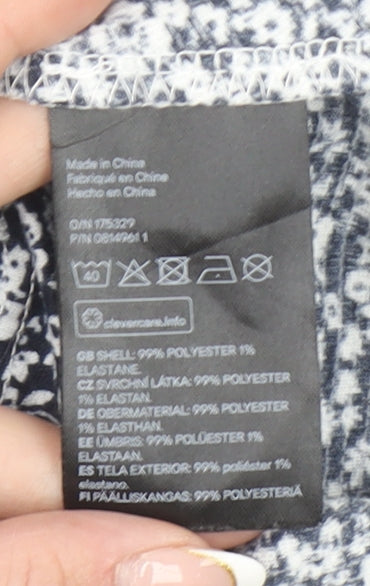 Made in China
Fabriqué en Chine
Hecho en China
O/N 175329
P/N 0814961 1
40
clevercare.info
GB SHELL: 99% POLYESTER 1%
ELASTANE.
CZ SVRCHNÍ LÁTKA: 99% POLYESTER
1% ELASTAN.
DE OBERMATERIAL: 99% POLYESTER
1% ELASTHAN.
EE ÜMBRIS: 99% POLÜESTER 1%
ELASTAAN.
ES TELA EXTERIOR: 99% poliéster 1%
elastano.
FI PÄÄLLISKANGAS: 99% POLYESTERIÄ